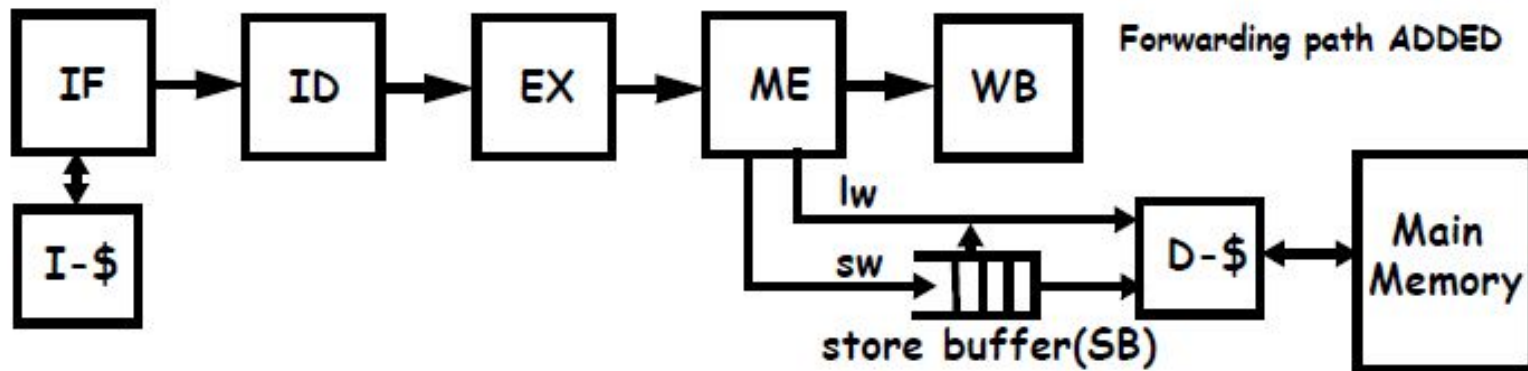 Forwarding path ADDED
IF
ID
EX
ME
WB
I-$
lw
sw
D-$
Main
Memory
store buffer(SB)